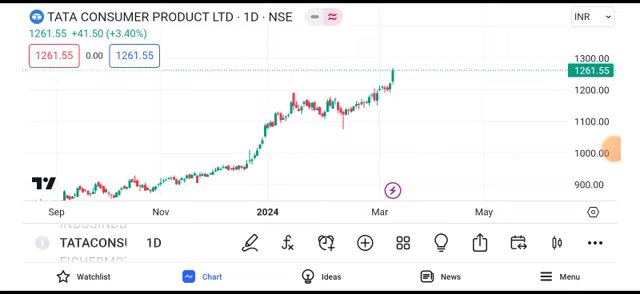 TATA CONSUMER PRODUCT LTD · 1D · NSE
INR
1261.55 +41.50 (+3.40%)
1261.55 0.00 1261.55
1300.00
1261.55
1200.00
1100.00
1000.00
900.00
Sep Nov 2024 Mar May
TATACONSU 1D
Watchlist Chart Ideas News Menu